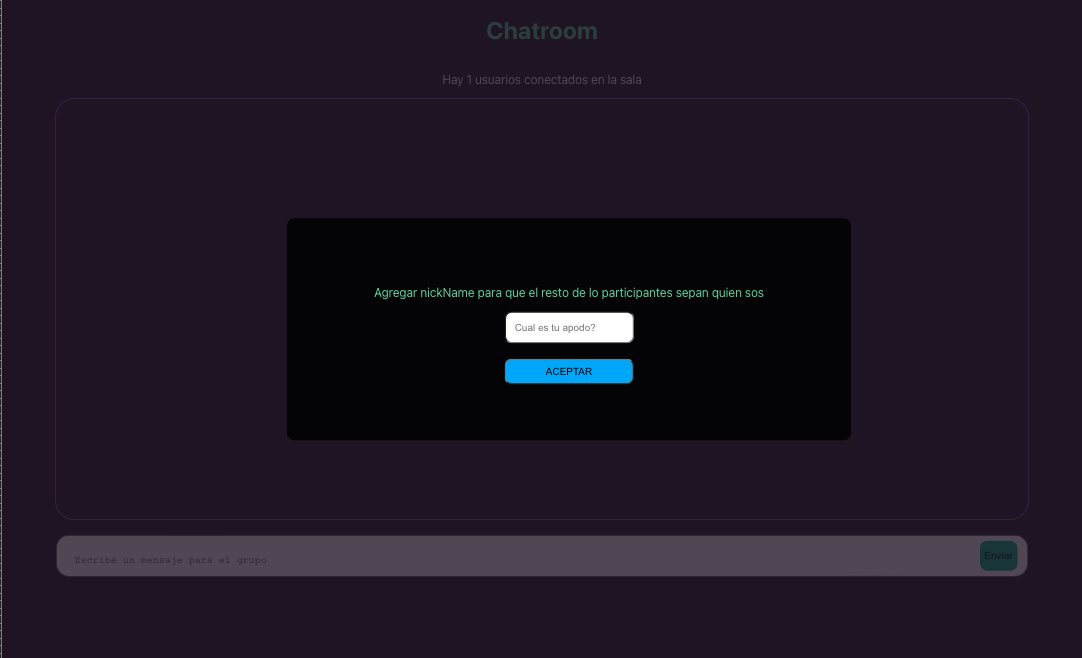 Chatroom
Hay 1 usuarios conectados en la sala
Agregar nickName para que el resto de lo participantes sepan quien sos
Cual es tu apodo?
ACEPTAR
Escribe un mensaje para el grupo
Enviar